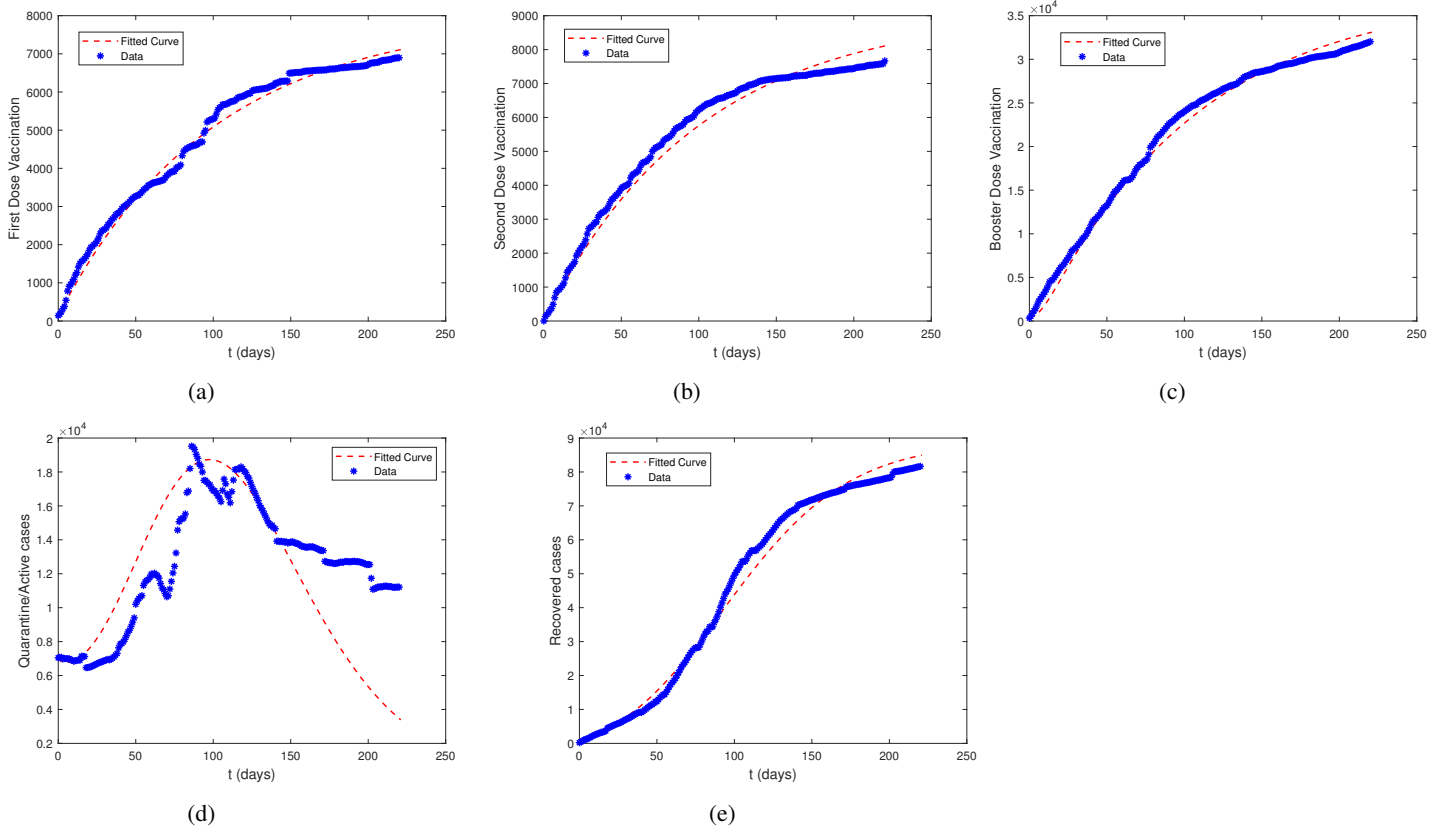 8000
7000
6000
5000
4000
3000
2000
1000
0
First Dose Vaccination
Fitted Curve
Data
0 50 100 150 200 250
t (days)
(a)
9000
8000
7000
6000
5000
4000
3000
2000
1000
0
Second Dose Vaccination
Fitted Curve
Data
0 50 100 150 200 250
t (days)
(b)
×10⁴
3.5
3
2.5
2
1.5
1
0.5
0
Booster Dose Vaccination
Fitted Curve
Data
0 50 100 150 200 250
t (days)
(c)
×10⁴
2
1.8
1.6
1.4
1.2
1
0.8
0.6
0.4
0.2
Quarantine/Active cases
Fitted Curve
Data
0 50 100 150 200 250
t (days)
(d)
×10⁴
9
8
7
6
5
4
3
2
1
0
Recovered cases
Fitted Curve
Data
0 50 100 150 200 250
t (days)
(e)